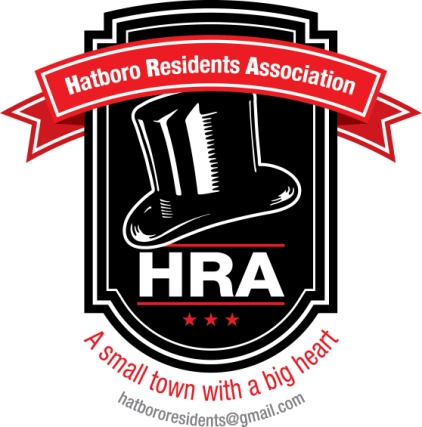 Hatboro Residents Association
HRA
A small town with a big heart
hatbororesidents@gmail.com